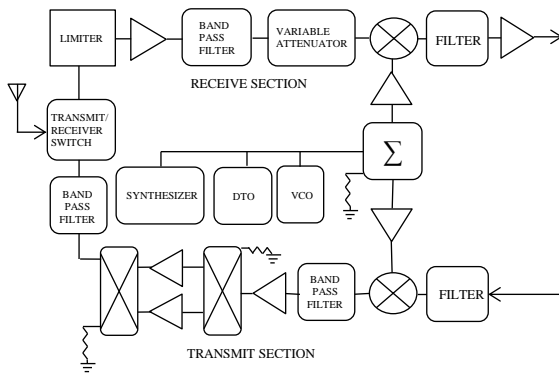 LIMITER
BAND
PASS
FILTER
VARIABLE
ATTENUATOR
FILTER
RECEIVE SECTION
TRANSMIT/
RECEIVER
SWITCH
Σ
BAND
PASS
FILTER
SYNTHESIZER
DTO
VCO
BAND
PASS
FILTER
FILTER
TRANSMIT SECTION